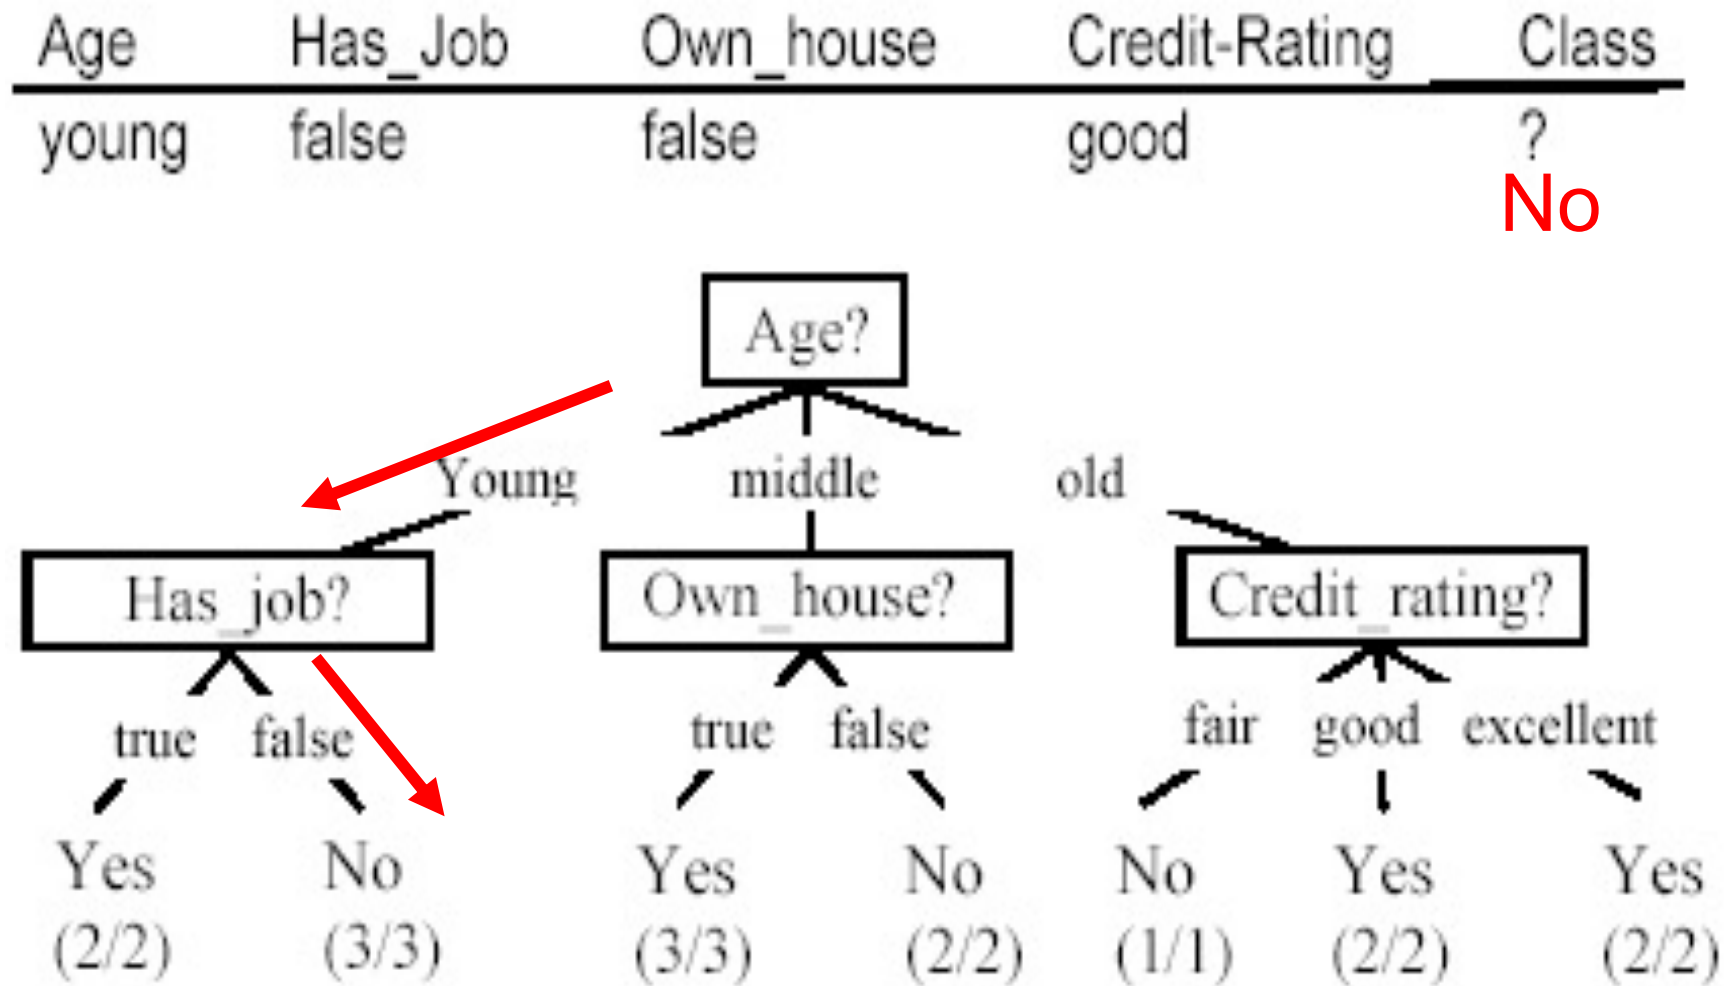 Age Has_Job Own_house Credit-Rating Class
young false false good ?
No
Age?
Young middle old
Has_job? Own_house? Credit_rating?
true false true false fair good excellent
Yes No Yes No No Yes Yes
(2/2) (3/3) (3/3) (2/2) (1/1) (2/2) (2/2)